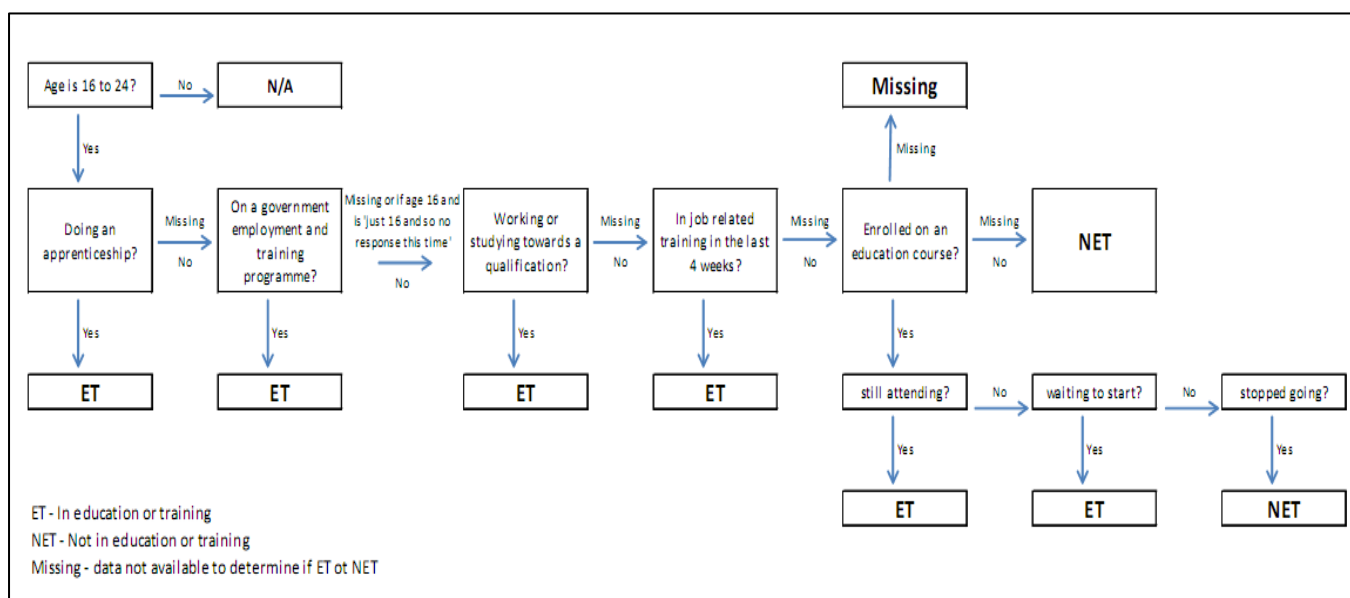 Age is 16 to 24?
No
N/A
Missing
Yes
Missing
Doing an
apprenticeship?
Missing
No
On a government
employment and
training
programme?
Missing or if age 16 and
is 'just 16 and so no
response this time'
No
Working or
studying towards a
qualification?
Missing
No
In job related
training in the last
4 weeks?
Missing
No
Enrolled on an
education course?
Missing
No
NET
Yes
Yes
Yes
Yes
Yes
ET
ET
ET
ET
still attending?
No
waiting to start?
No
stopped going?
Yes
Yes
Yes
ET
ET
NET
ET - In education or training
NET - Not in education or training
Missing - data not available to determine if ET ot NET